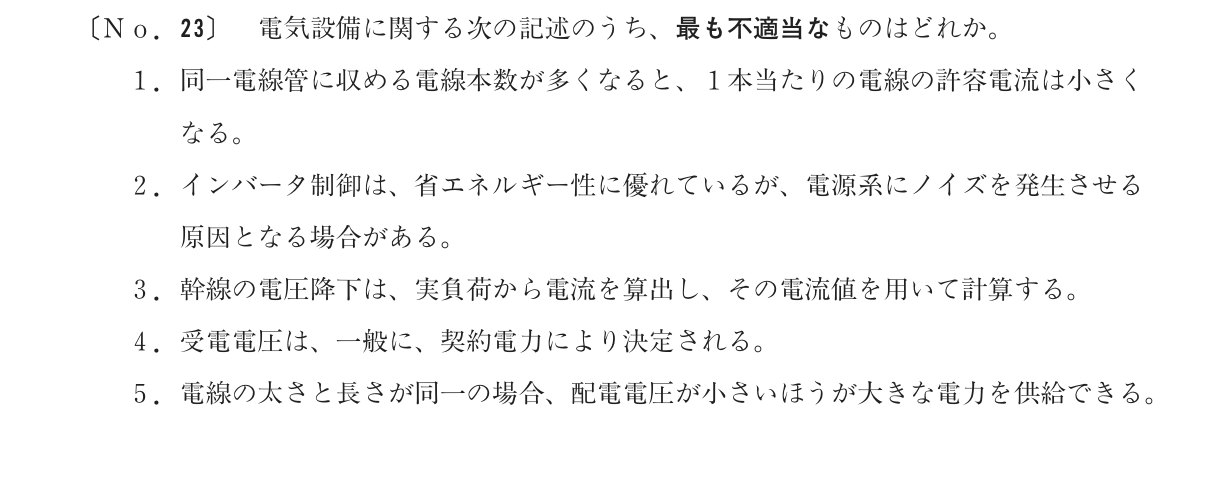 〔Ｎｏ．23〕　電気設備に関する次の記述のうち、最も不適当なものはどれか。
１．同一電線管に収める電線本数が多くなると、１本当たりの電線の許容電流は小さく
なる。
２．インバータ制御は、省エネルギー性に優れているが、電源系にノイズを発生させる
原因となる場合がある。
３．幹線の電圧降下は、実負荷から電流を算出し、その電流値を用いて計算する。
４．受電電圧は、一般に、契約電力により決定される。
５．電線の太さと長さが同一の場合、配電電圧が小さいほうが大きな電力を供給できる。